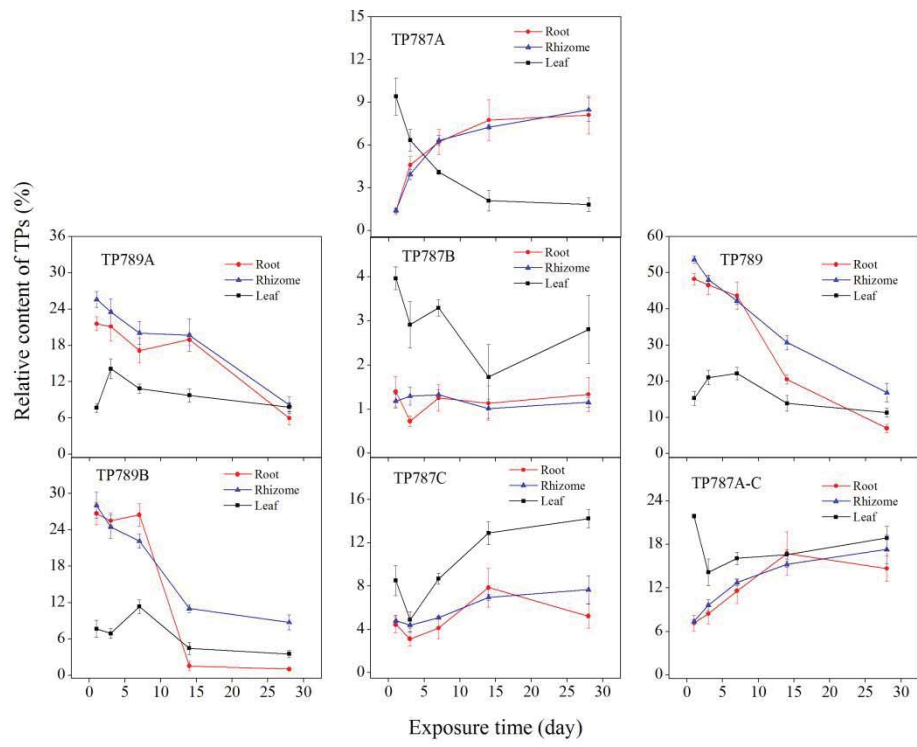 Relative content of TPs (%)
15
12
9
6
3
0
TP787A
Root
Rhizome
Leaf
36
30
24
18
12
6
0
TP789A
Root
Rhizome
Leaf
4
3
2
1
0
TP787B
Root
Rhizome
Leaf
60
50
40
30
20
10
0
TP789
Root
Rhizome
Leaf
30
24
18
12
6
0
TP789B
Root
Rhizome
Leaf
0 5 10 15 20 25 30
16
12
8
4
0
TP787C
Root
Rhizome
Leaf
0 5 10 15 20 25 30
24
18
12
6
0
TP787A-C
Root
Rhizome
Leaf
0 5 10 15 20 25 30
Exposure time (day)